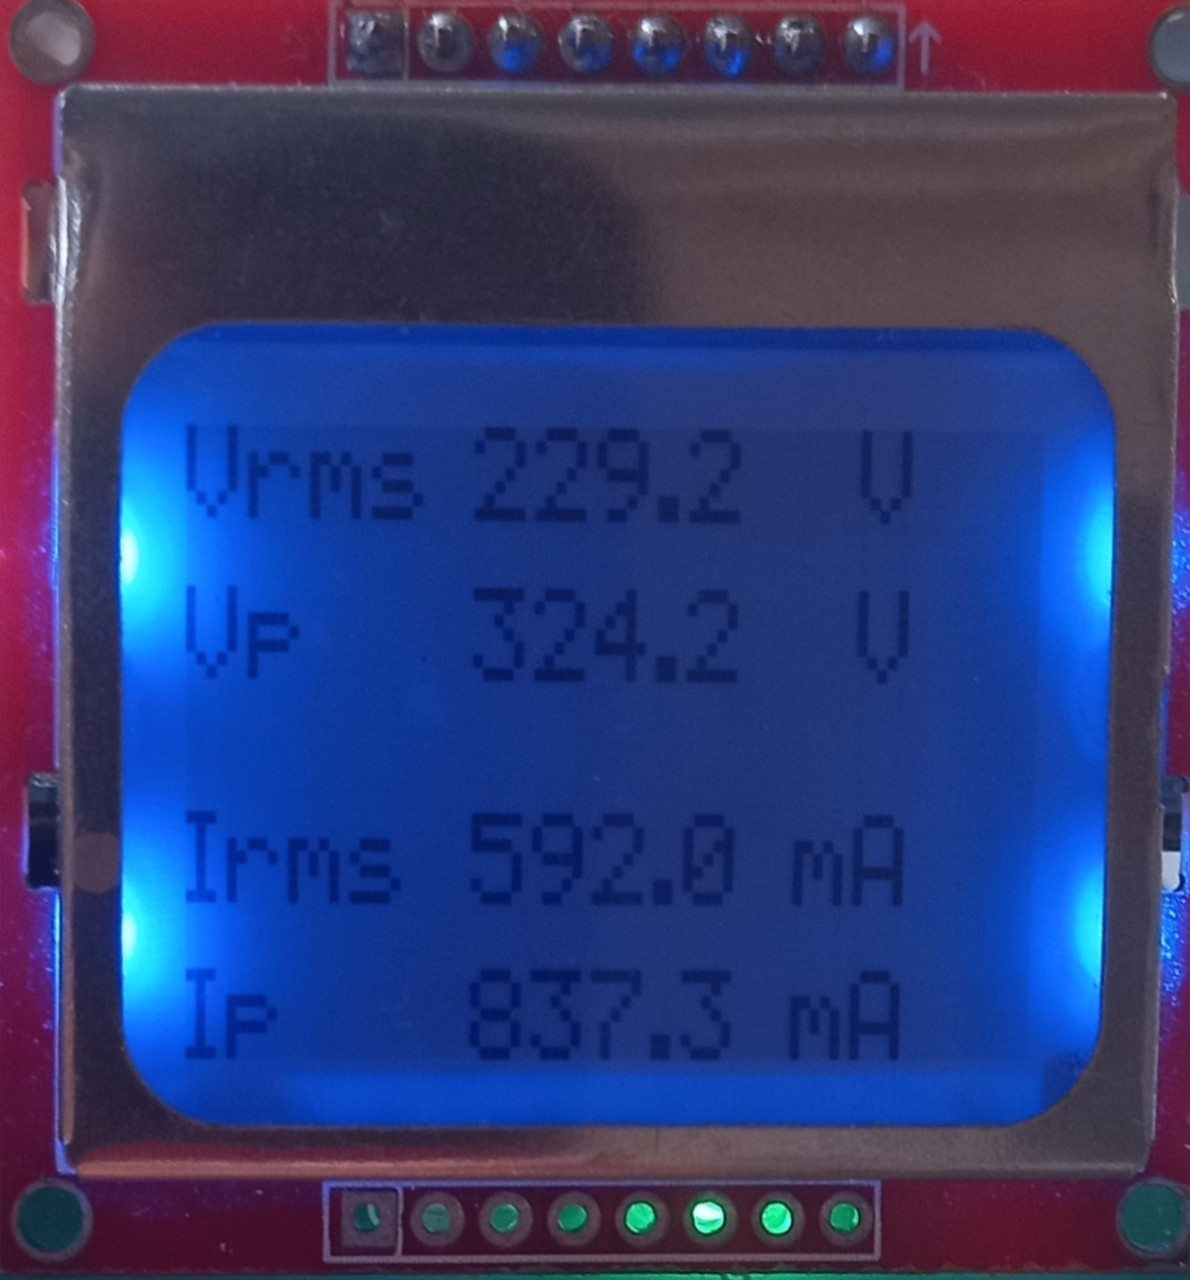 Vrms 229.2 V
Vp 324.2 V
Irms 592.0 mA
Ip 837.3 mA